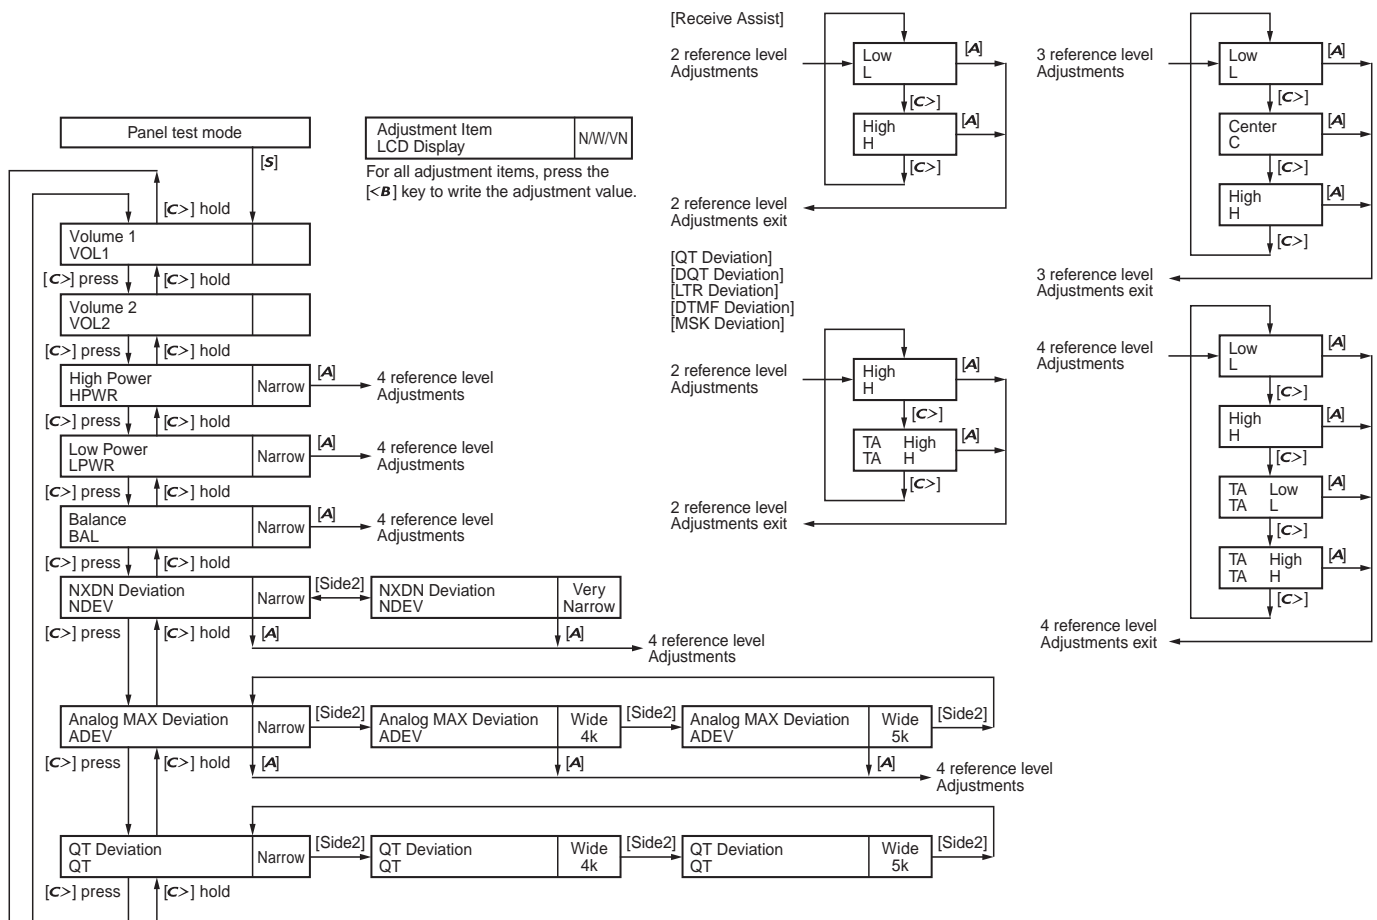 Panel test mode
[S]
Adjustment Item
LCD Display
N/W/VN
For all adjustment items, press the
[<B] key to write the adjustment value.
[C>] hold
Volume 1
VOL1
[C>] press
[C>] hold
Volume 2
VOL2
[C>] press
[C>] hold
High Power
HPWR
Narrow
[A]
4 reference level
Adjustments
[C>] press
[C>] hold
Low Power
LPWR
Narrow
[A]
4 reference level
Adjustments
[C>] press
[C>] hold
Balance
BAL
Narrow
[A]
4 reference level
Adjustments
[C>] press
[C>] hold
NXDN Deviation
NDEV
Narrow
[Side2]
NXDN Deviation
NDEV
Very
Narrow
[C>] press
[C>] hold
[A]
[A]
4 reference level
Adjustments
Analog MAX Deviation
ADEV
Narrow
[Side2]
Analog MAX Deviation
ADEV
Wide
4k
[Side2]
Analog MAX Deviation
ADEV
Wide
5k
[Side2]
[C>] press
[C>] hold
[A]
[A]
[A]
4 reference level
Adjustments
QT Deviation
QT
Narrow
[Side2]
QT Deviation
QT
Wide
4k
[Side2]
QT Deviation
QT
Wide
5k
[Side2]
[C>] press
[C>] hold
[Receive Assist]
2 reference level
Adjustments
Low
L
[A]
[C>]
High
H
[A]
[C>]
2 reference level
Adjustments exit
[QT Deviation]
[DQT Deviation]
[LTR Deviation]
[DTMF Deviation]
[MSK Deviation]
2 reference level
Adjustments
High
H
[A]
[C>]
TA High
TA H
[A]
[C>]
2 reference level
Adjustments exit
3 reference level
Adjustments
Low
L
[A]
[C>]
Center
C
[A]
[C>]
High
H
[A]
[C>]
3 reference level
Adjustments exit
4 reference level
Adjustments
Low
L
[A]
[C>]
High
H
[A]
[C>]
TA Low
TA L
[A]
[C>]
TA High
TA H
[A]
[C>]
4 reference level
Adjustments exit